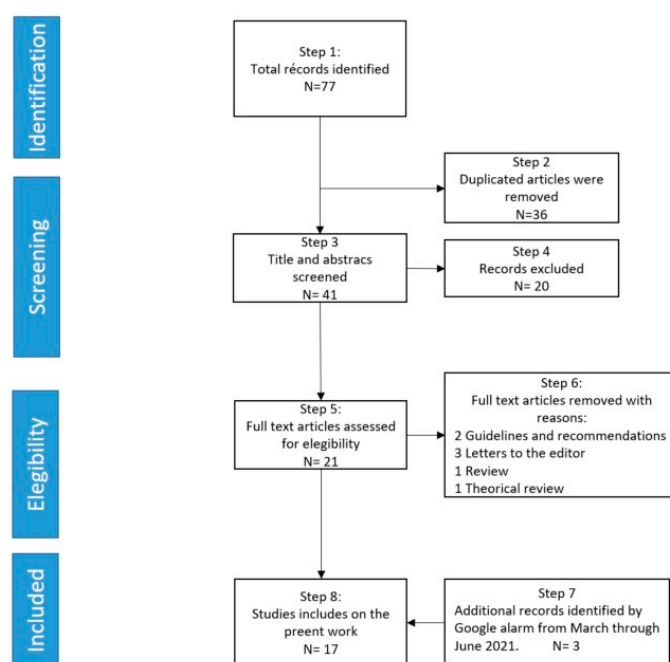 Identification
Step 1:
Total récords identified
N=77
Step 2
Duplicated articles were
removed
N=36
Screening
Step 3
Title and abstracs
screened
N= 41
Step 4
Records excluded
N= 20
Elegibility
Step 5:
Full text articles assessed
for elegibility
N= 21
Step 6:
Full text articles removed with
reasons:
2 Guidelines and recommendations
3 Letters to the editor
1 Review
1 Theorical review
Included
Step 8:
Studies includes on the
preent work
N= 17
Step 7
Additional records identified by
Google alarm from March through
June 2021. N= 3